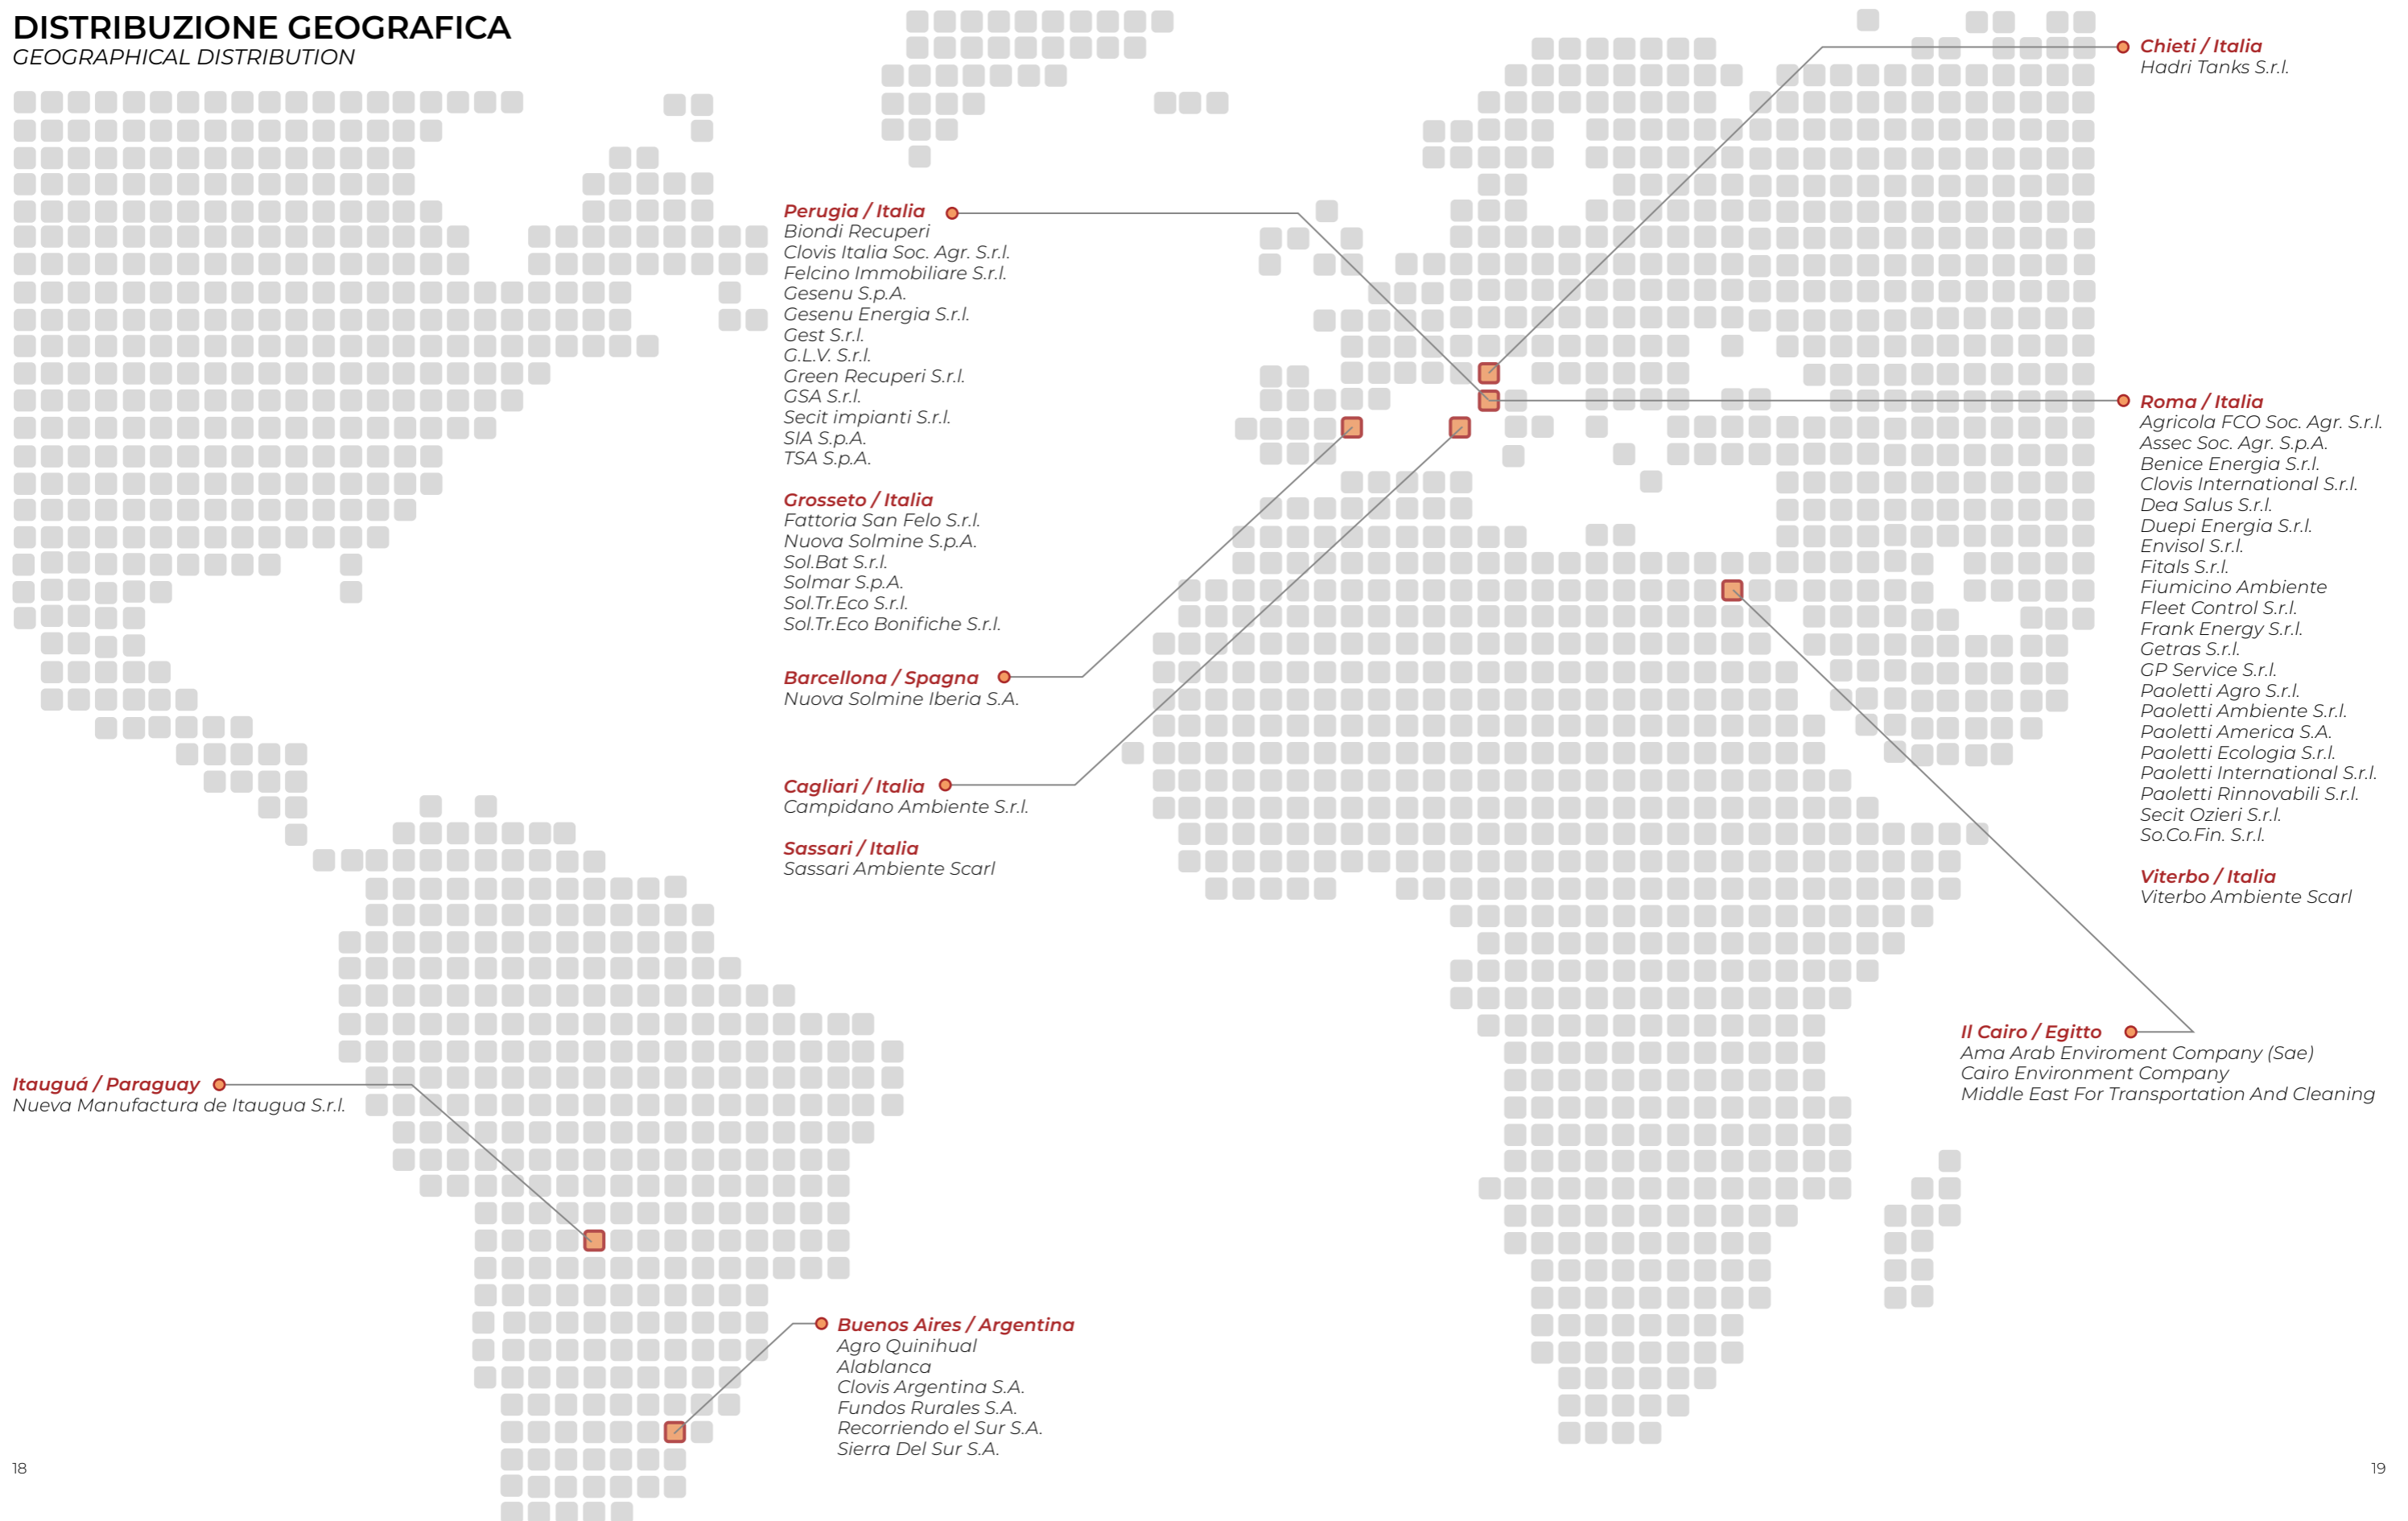 DISTRIBUZIONE GEOGRAFICA
GEOGRAPHICAL DISTRIBUTION
Chieti / Italia
Hadri Tanks S.r.l.
Perugia / Italia
Biondi Recuperi
Clovis Italia Soc. Agr. S.r.l.
Felcino Immobiliare S.r.l.
Gesenu S.p.A.
Gesenu Energia S.r.l.
Gest S.r.l.
G.L.V. S.r.l.
Green Recuperi S.r.l.
GSA S.r.l.
Secit impianti S.r.l.
SIA S.p.A.
TSA S.p.A.
Grosseto / Italia
Fattoria San Felo S.r.l.
Nuova Solmine S.p.A.
Sol.Bat S.r.l.
Solmar S.p.A.
Sol.Tr.Eco S.r.l.
Sol.Tr.Eco Bonifiche S.r.l.
Barcellona / Spagna
Nuova Solmine Iberia S.A.
Cagliari / Italia
Campidano Ambiente S.r.l.
Sassari / Italia
Sassari Ambiente Scarl
Roma / Italia
Agricola FCO Soc. Agr. S.r.l.
Assec Soc. Agr. S.p.A.
Benice Energia S.r.l.
Clovis International S.r.l.
Dea Salus S.r.l.
Duepi Energia S.r.l.
Envisol S.r.l.
Fitals S.r.l.
Fiumicino Ambiente
Fleet Control S.r.l.
Frank Energy S.r.l.
Getras S.r.l.
GP Service S.r.l.
Paoletti Agro S.r.l.
Paoletti Ambiente S.r.l.
Paoletti America S.A.
Paoletti Ecologia S.r.l.
Paoletti International S.r.l.
Paoletti Rinnovabili S.r.l.
Secit Ozieri S.r.l.
So.Co.Fin. S.r.l.
Viterbo / Italia
Viterbo Ambiente Scarl
Il Cairo / Egitto
Ama Arab Enviroment Company (Sae)
Cairo Environment Company
Middle East For Transportation And Cleaning
Itauguá / Paraguay
Nueva Manufactura de Itaugua S.r.l.
Buenos Aires / Argentina
Agro Quinihual
Alablanca
Clovis Argentina S.A.
Fundos Rurales S.A.
Recorriendo el Sur S.A.
Sierra Del Sur S.A.
18
19